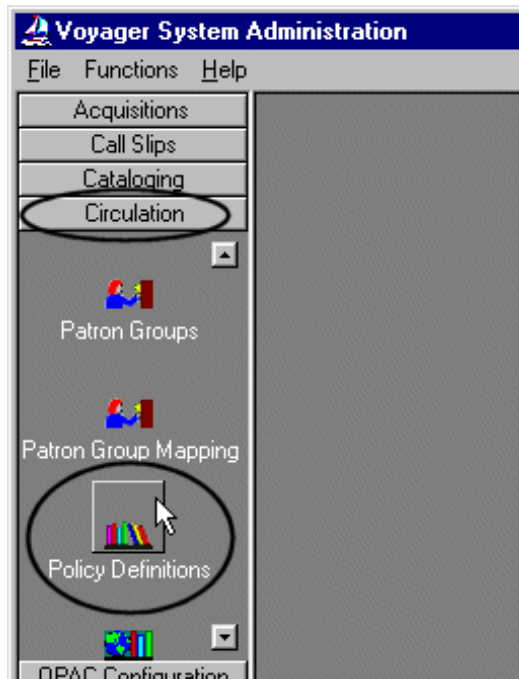 Voyager System Administration
File Functions Help
Acquisitions
Call Slips
Cataloging
Circulation
Patron Groups
Patron Group Mapping
Policy Definitions
OPAC Configuration